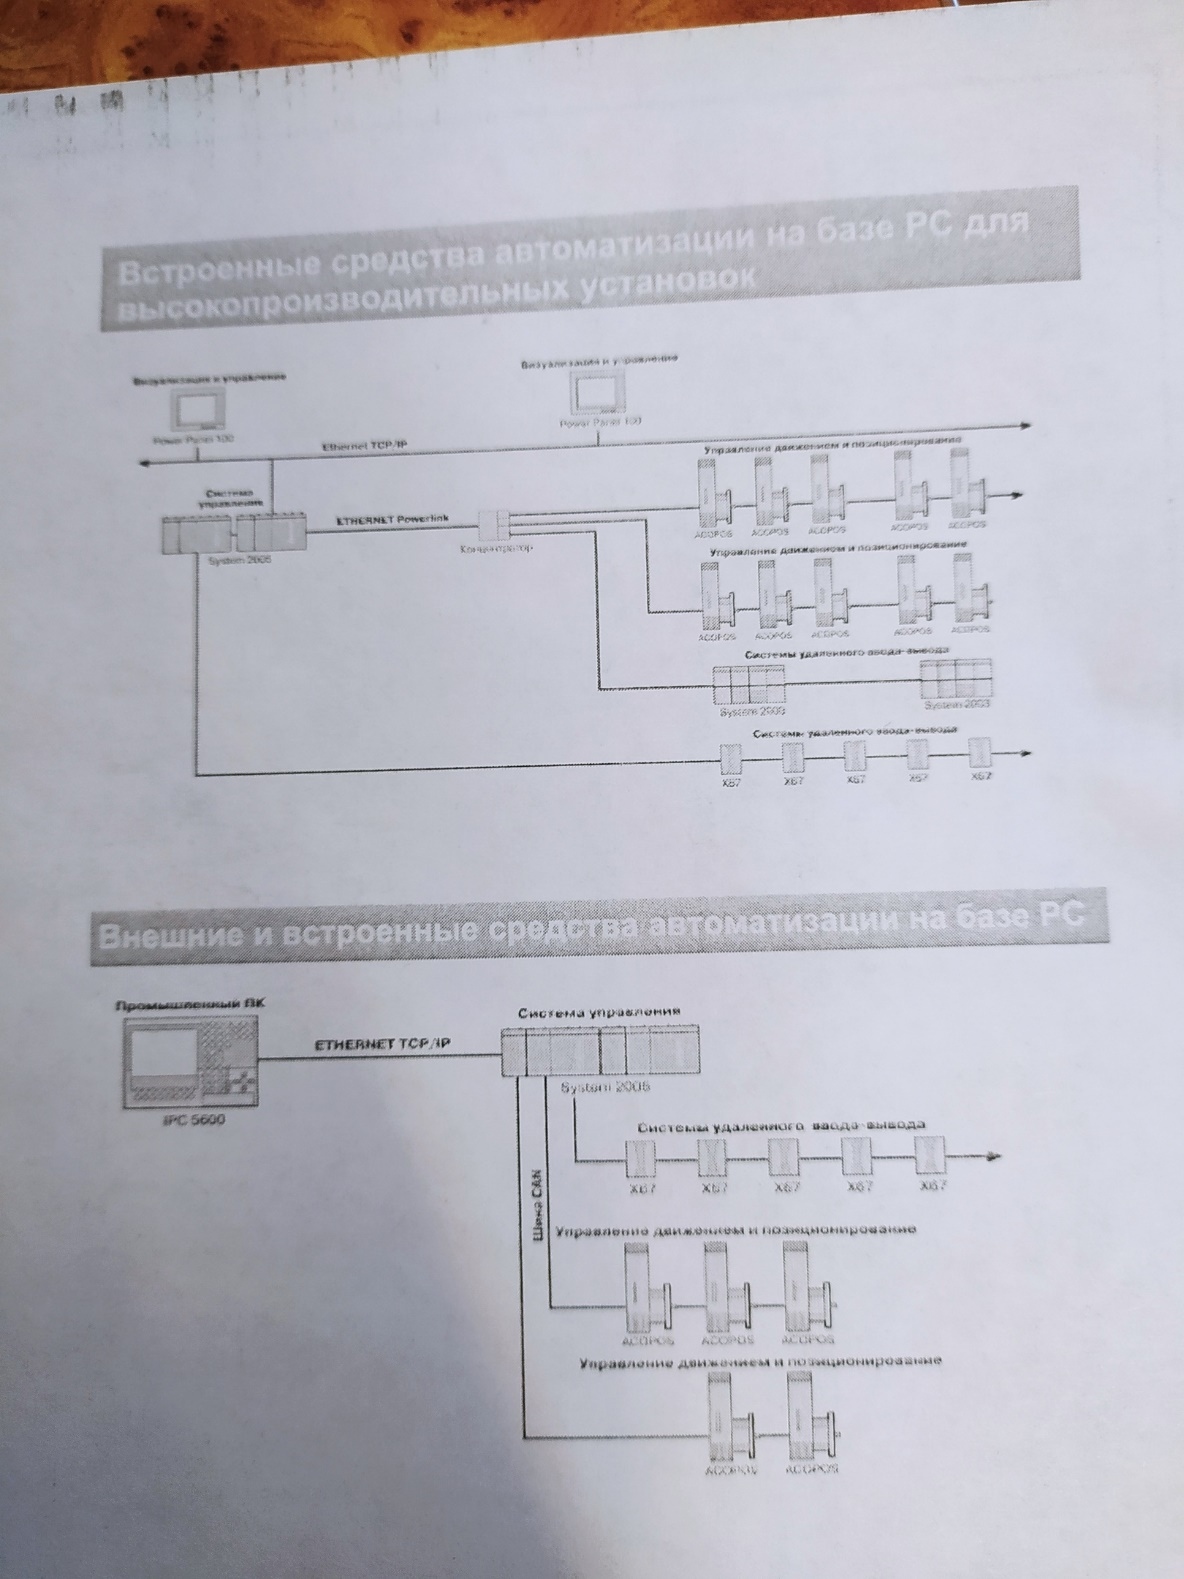 Встроенные средства автоматизации на базе PC для
высокопроизводительных установок
Визуализация и управление
Визуализация и управление
Power Panel 100
Power Panel 100
Ethernet TCP/IP
Управление движением и позиционирование
Система
управления
ETHERNET Powerlink
System 2005
Концентратор
ACOPOS ACOPOS ACOPOS ACOPOS ACOPOS
Управление движением и позиционирование
ACOPOS ACOPOS ACOPOS ACOPOS ACOPOS
Системы удаленного ввода-вывода
System 2003 System 2003
Системы удаленного ввода-вывода
X67 X67 X67 X67 X67
Внешние и встроенные средства автоматизации на базе PC
Промышленный ПК
Система управления
ETHERNET TCP/IP
System 2005
IPC 5600
Системы удаленного ввода-вывода
X67 X67 X67 X67 X67
Шина CAN
Управление движением и позиционирование
ACOPOS ACOPOS ACOPOS
Управление движением и позиционирование
ACOPOS ACOPOS